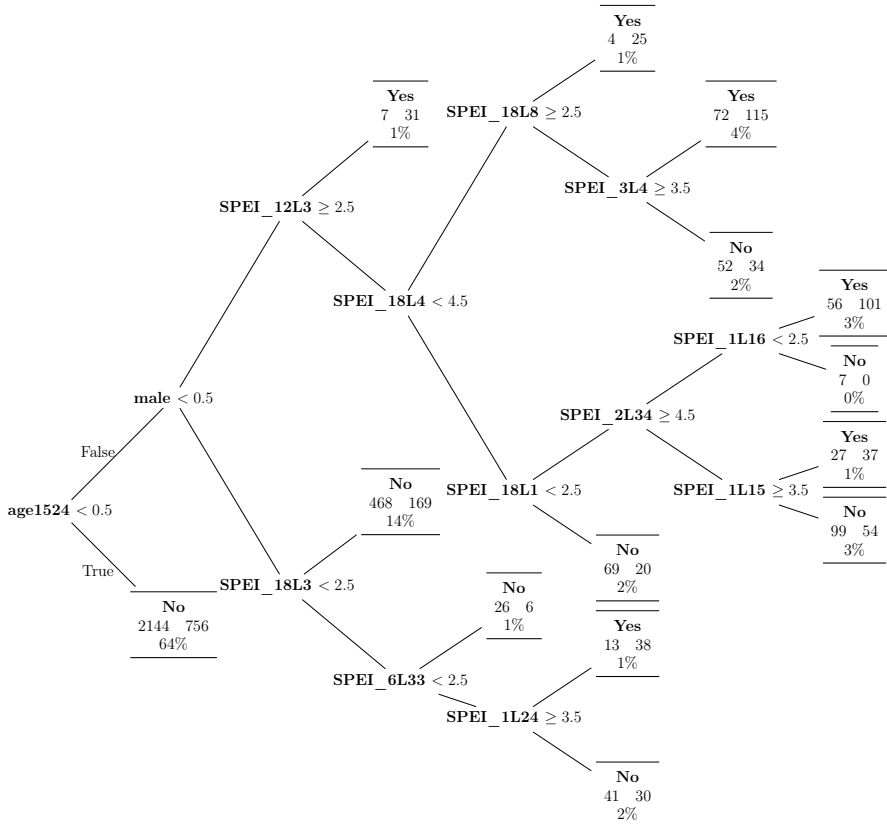 Yes
4 25
1%
Yes
7 31
1%
SPEI_18L8 ≥ 2.5
Yes
72 115
4%
SPEI_3L4 ≥ 3.5
SPEI_12L3 ≥ 2.5
No
52 34
2%
SPEI_18L4 < 4.5
Yes
56 101
3%
SPEI_1L16 < 2.5
No
7 0
0%
male < 0.5
SPEI_2L34 ≥ 4.5
Yes
27 37
1%
False
SPEI_18L1 < 2.5
SPEI_1L15 ≥ 3.5
No
468 169
14%
No
99 54
3%
age1524 < 0.5
True
No
69 20
2%
SPEI_18L3 < 2.5
No
26 6
1%
No
2144 756
64%
Yes
13 38
1%
SPEI_6L33 < 2.5
SPEI_1L24 ≥ 3.5
No
41 30
2%